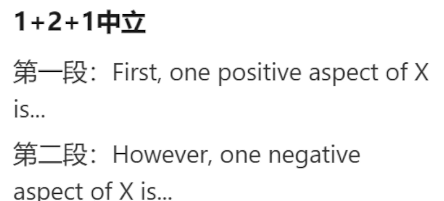 1+2+1中立
第一段：First, one positive aspect of X
is...
第二段：However, one negative
aspect of X is...